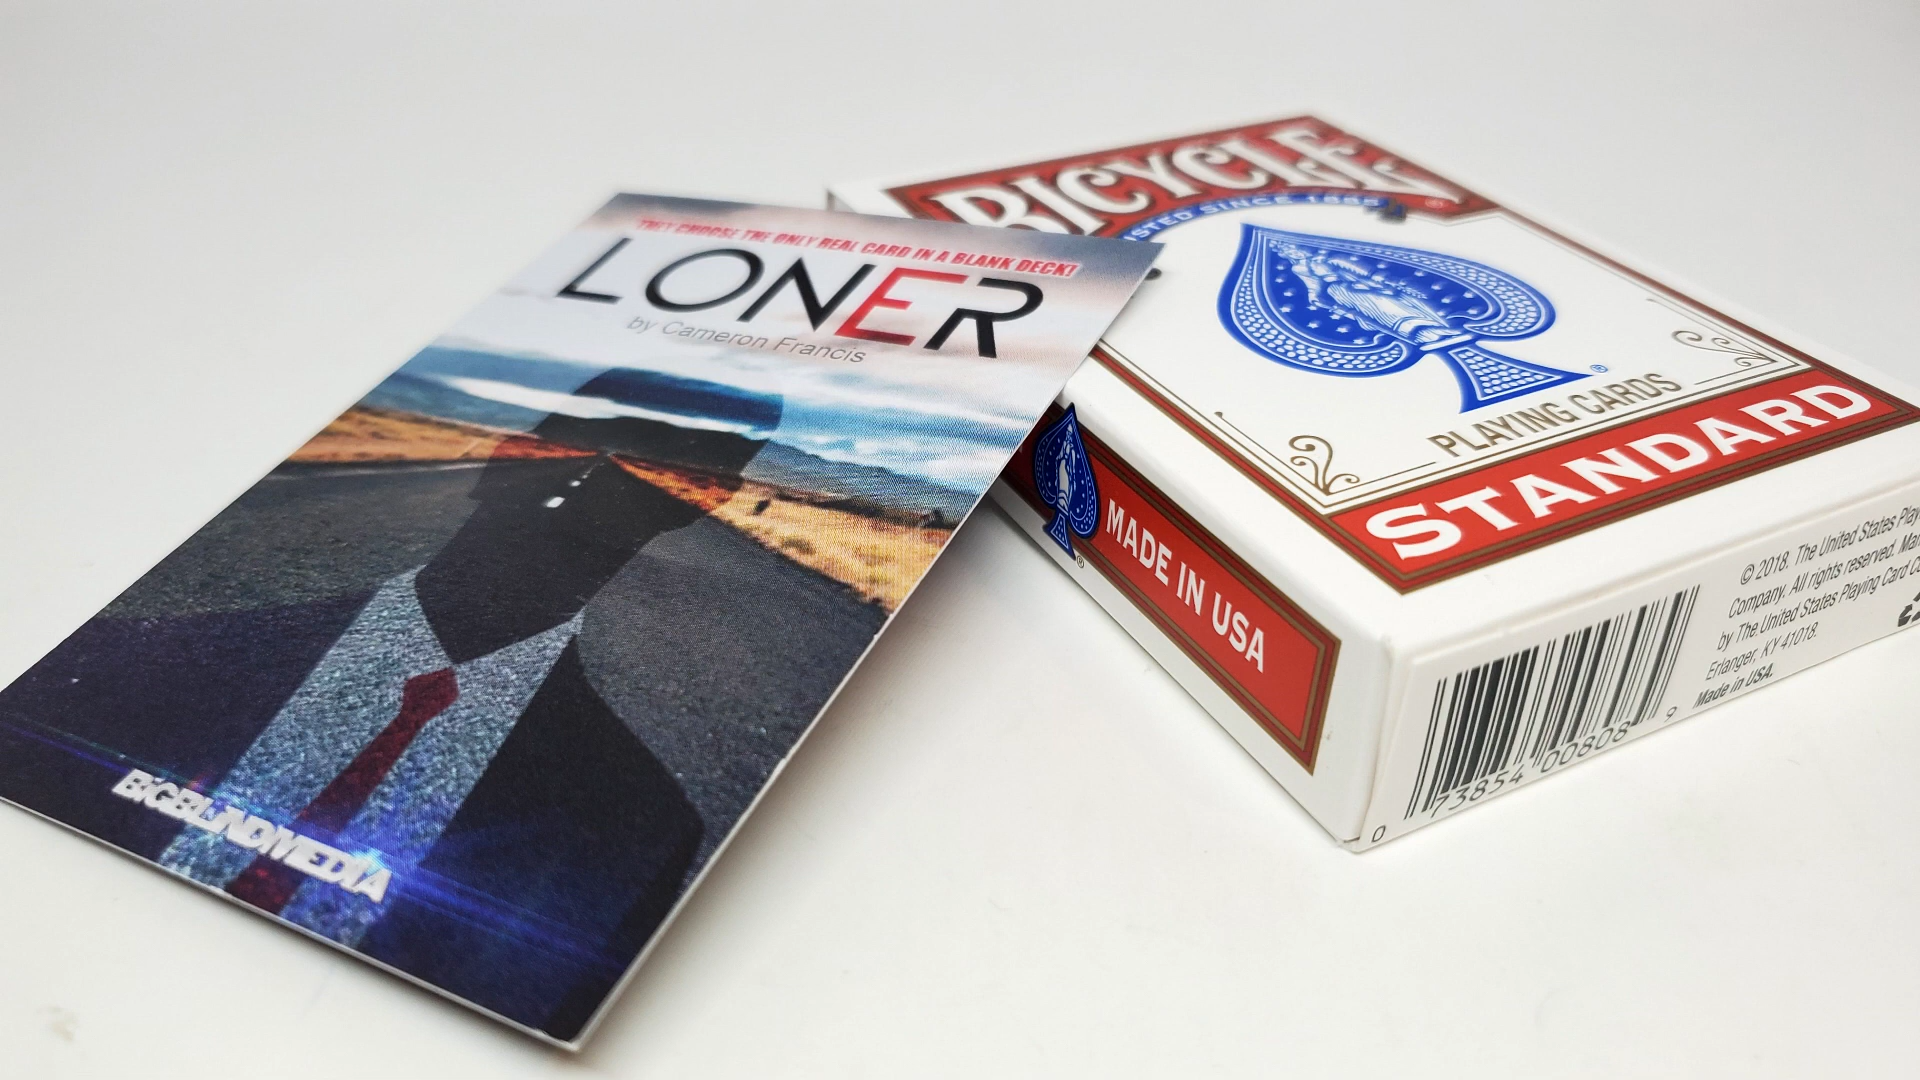 THEY CHOOSE THE ONLY REAL CARD IN A BLANK DECK!
LONER
by Cameron Francis
BIGBLINDMEDIA
BICYCLE
®
SINCE 1885
®
PLAYING CARDS
STANDARD
®
MADE IN USA
© 2018. The United States
Company. All rights reserved.
by The United States Playing Card
Erlanger, KY 41018.
Made in USA.
0 73854 00808 9